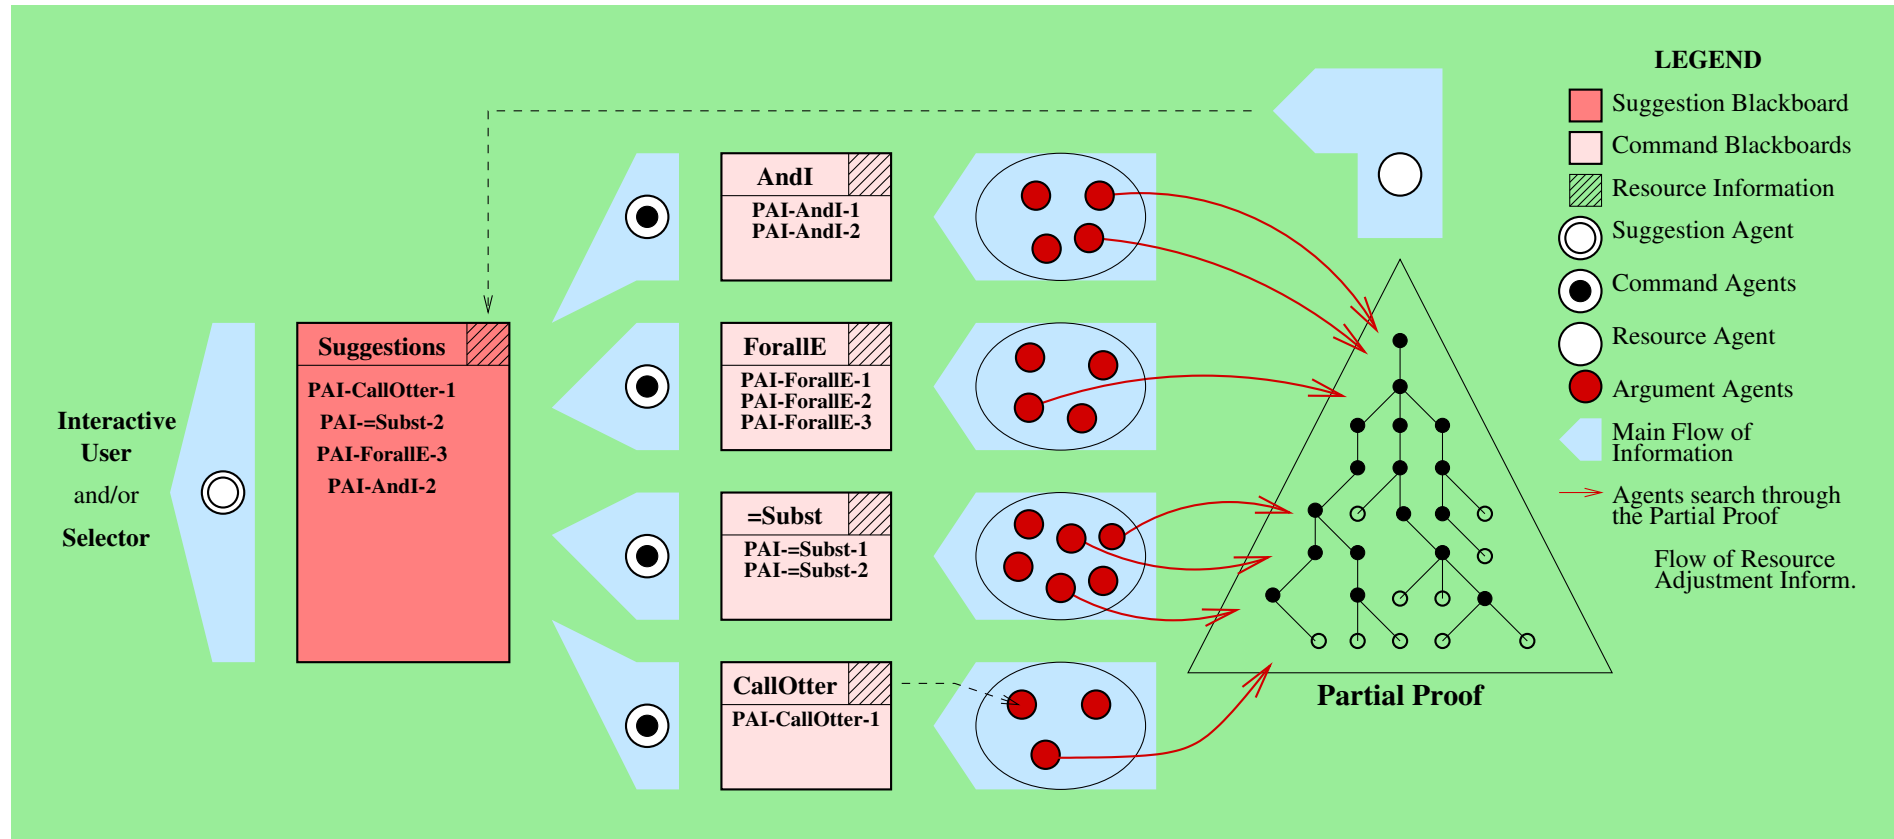 Interactive
User
and/or
Selector
Suggestions
PAI-CallOtter-1
PAI-=Subst-2
PAI-ForallE-3
PAI-AndI-2
AndI
PAI-AndI-1
PAI-AndI-2
ForallE
PAI-ForallE-1
PAI-ForallE-2
PAI-ForallE-3
=Subst
PAI-=Subst-1
PAI-=Subst-2
CallOtter
PAI-CallOtter-1
Partial Proof
LEGEND
Suggestion Blackboard
Command Blackboards
Resource Information
Suggestion Agent
Command Agents
Resource Agent
Argument Agents
Main Flow of
Information
Agents search through
the Partial Proof
Flow of Resource
Adjustment Inform.